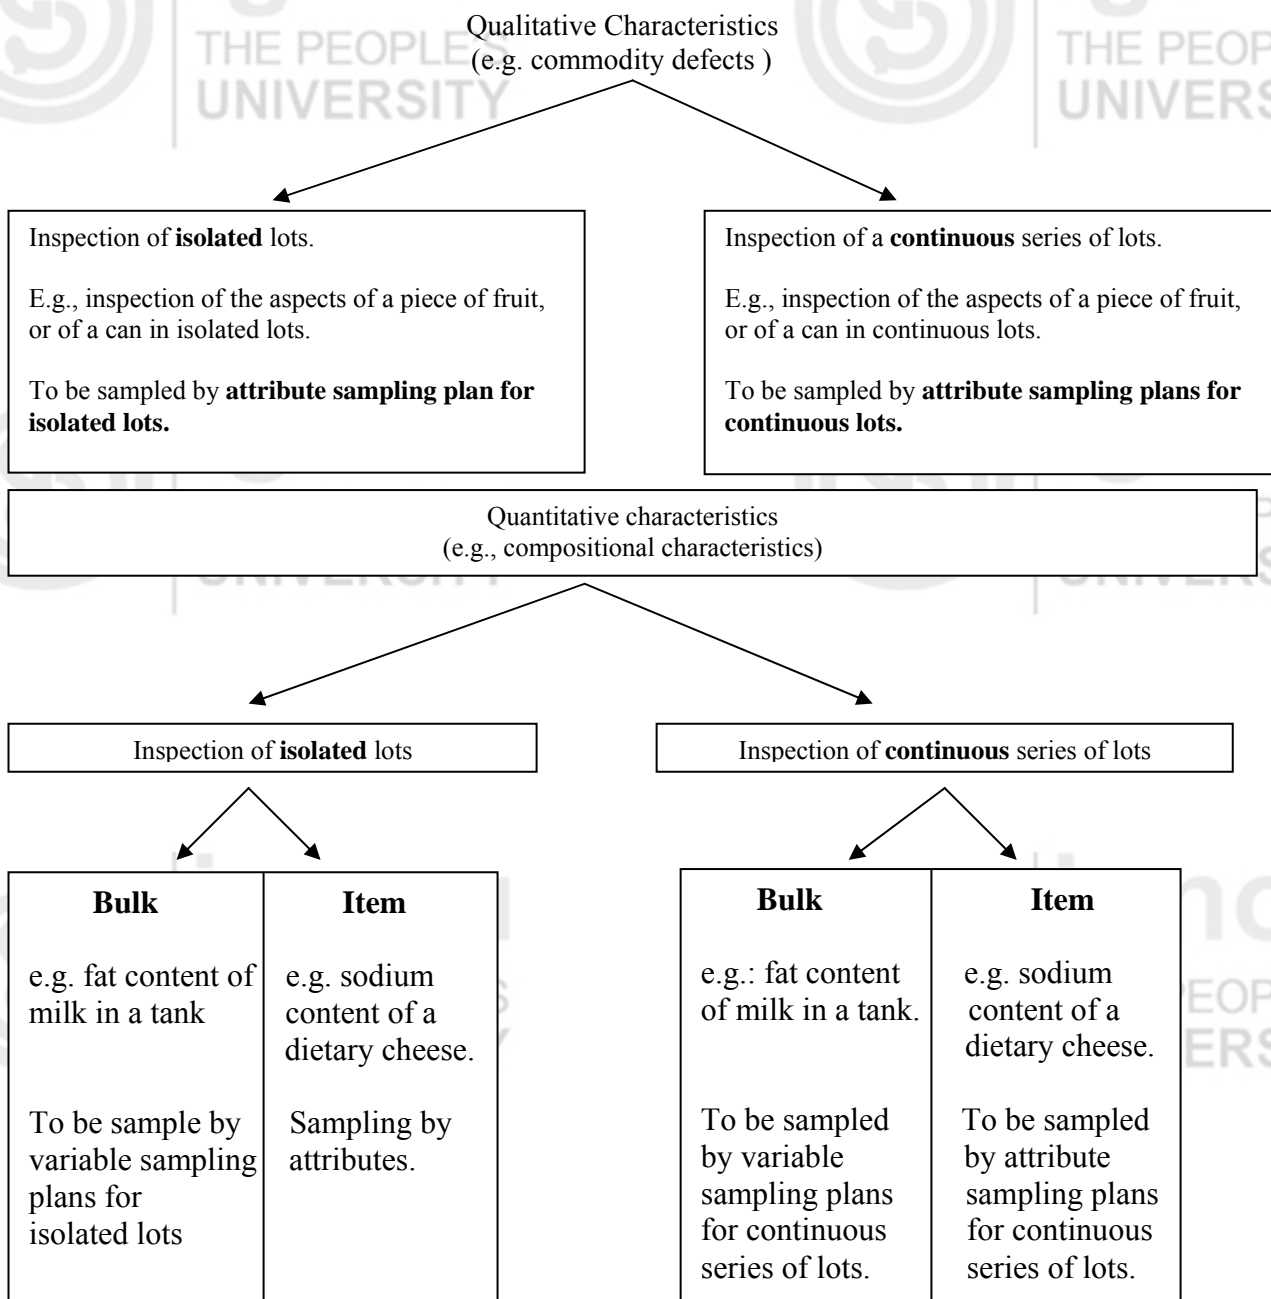 Qualitative Characteristics
(e.g. commodity defects )
Inspection of isolated lots.
E.g., inspection of the aspects of a piece of fruit,
or of a can in isolated lots.
To be sampled by attribute sampling plan for
isolated lots.
Inspection of a continuous series of lots.
E.g., inspection of the aspects of a piece of fruit,
or of a can in continuous lots.
To be sampled by attribute sampling plans for
continuous lots.
Quantitative characteristics
(e.g., compositional characteristics)
Inspection of isolated lots
Inspection of continuous series of lots
Bulk
e.g. fat content of
milk in a tank
To be sample by
variable sampling
plans for
isolated lots
Item
e.g. sodium
content of a
dietary cheese.
Sampling by
attributes.
Bulk
e.g.: fat content
of milk in a tank.
To be sampled
by variable
sampling plans
for continuous
series of lots.
Item
e.g. sodium
content of a
dietary cheese.
To be sampled
by attribute
sampling plans
for continuous
series of lots.
THE PEOPLE'S
UNIVERSITY
THE PEOP
UNIVERS
UNIVERSITY
EOP
ERS